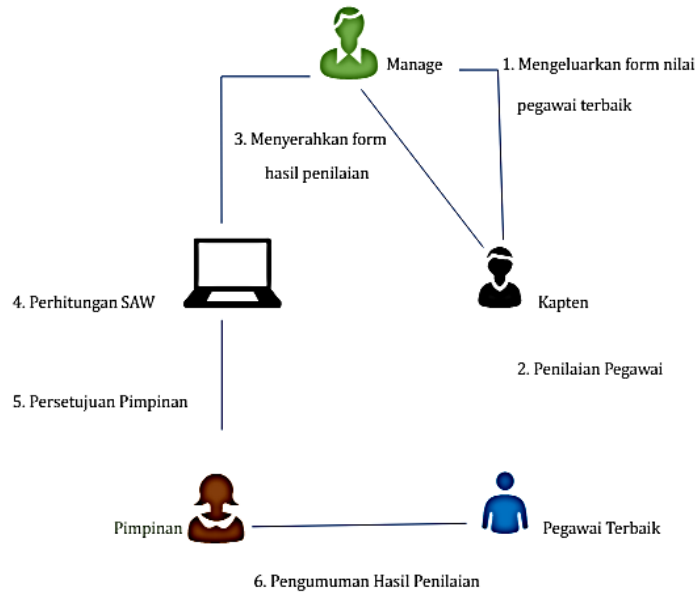 Manage
1. Mengeluarkan form nilai
pegawai terbaik
3. Menyerahkan form
hasil penilaian
4. Perhitungan SAW
Kapten
2. Penilaian Pegawai
5. Persetujuan Pimpinan
Pimpinan
Pegawai Terbaik
6. Pengumuman Hasil Penilaian